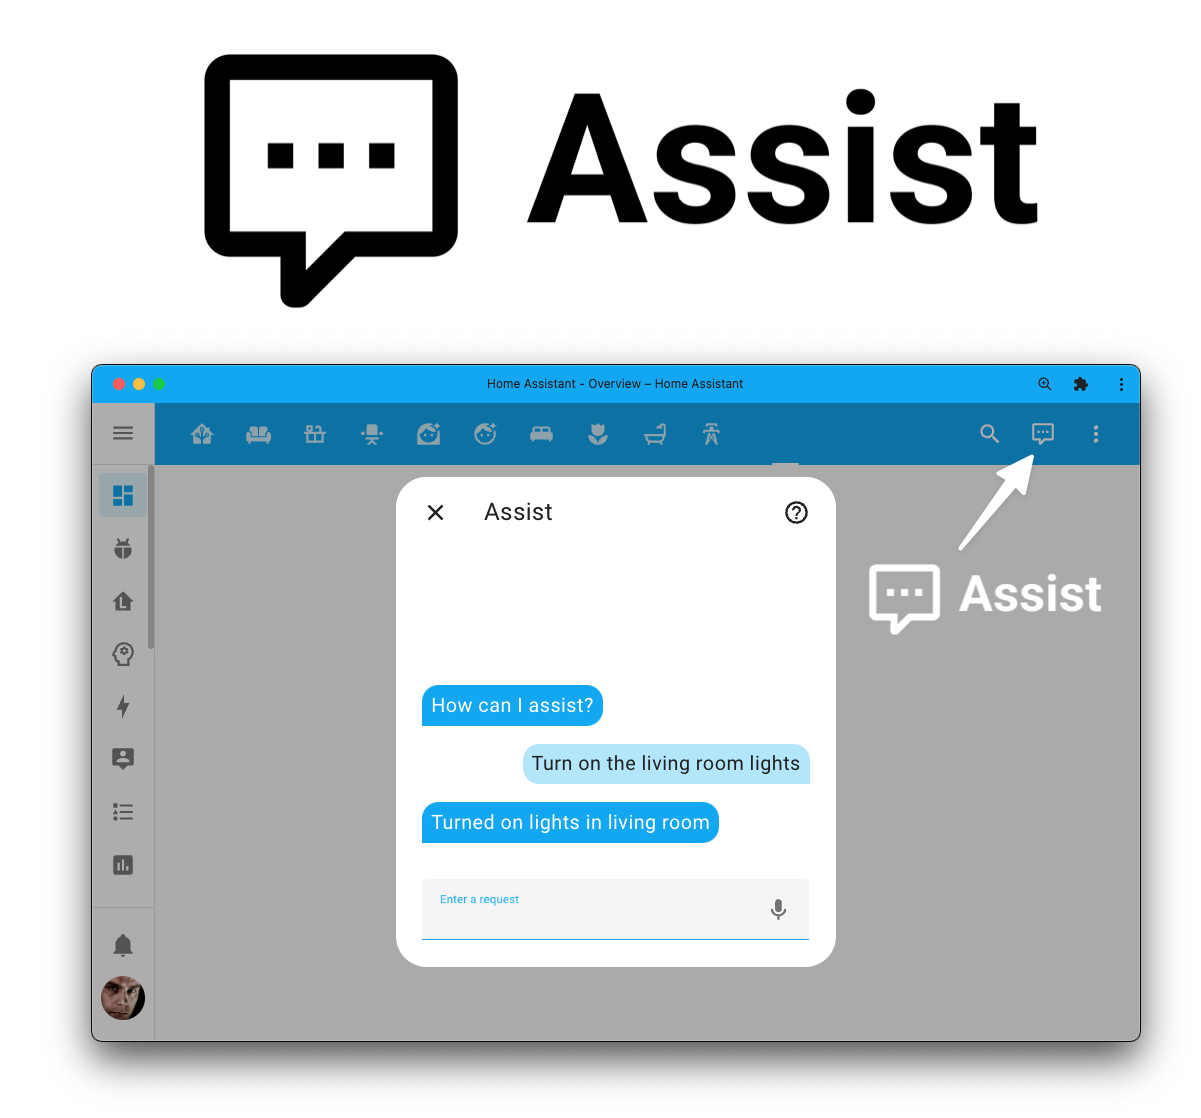 Assist
Home Assistant - Overview – Home Assistant
Assist
Assist
How can I assist?
Turn on the living room lights
Turned on lights in living room
Enter a request